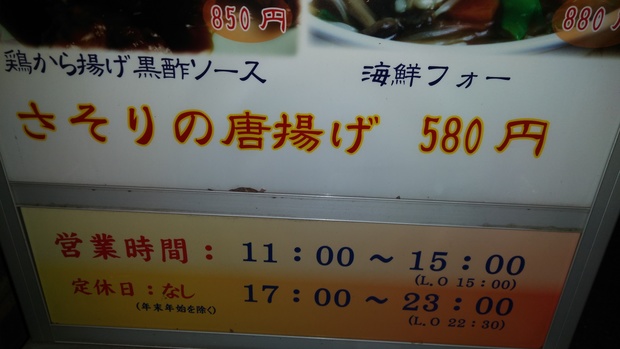 850円
880円
鶏から揚げ黒酢ソース
海鮮フォー
さそりの唐揚げ 580円
営業時間：11：00～15：00
(L.O 15：00)
定休日：なし 17：00～23：00
(年末年始を除く)
(L.O 22：30)